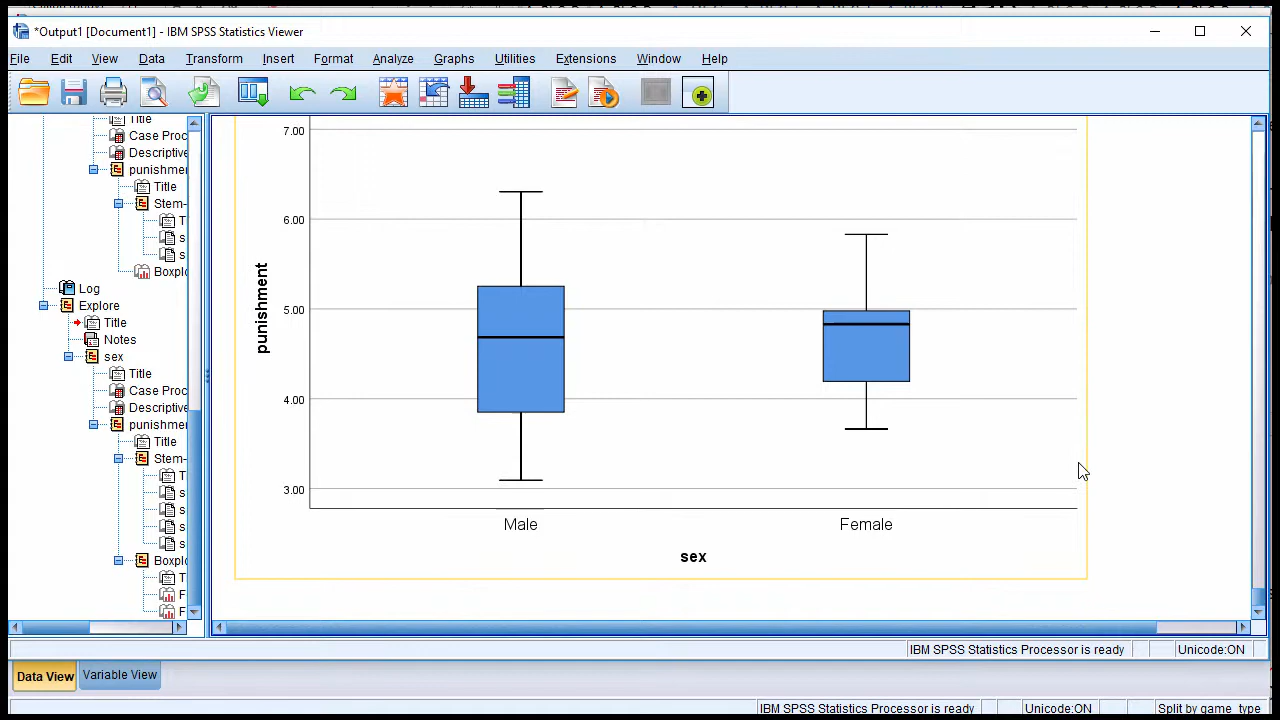 *Output1 [Document1] - IBM SPSS Statistics Viewer
File Edit View Data Transform Insert Format Analyze Graphs Utilities Extensions Window Help
Title
Case Proc
Descriptive
punishme
Title
Stem-
T
s
s
Boxplo
Log
Explore
Title
Notes
sex
Title
Case Proc
Descriptive
punishme
Title
Stem-
T
s
s
s
s
Boxplo
T
F
F
7.00
6.00
5.00
4.00
3.00
punishment
Male Female
sex
IBM SPSS Statistics Processor is ready Unicode:ON
Data View Variable View
IBM SPSS Statistics Processor is ready Unicode:ON Split by game_type